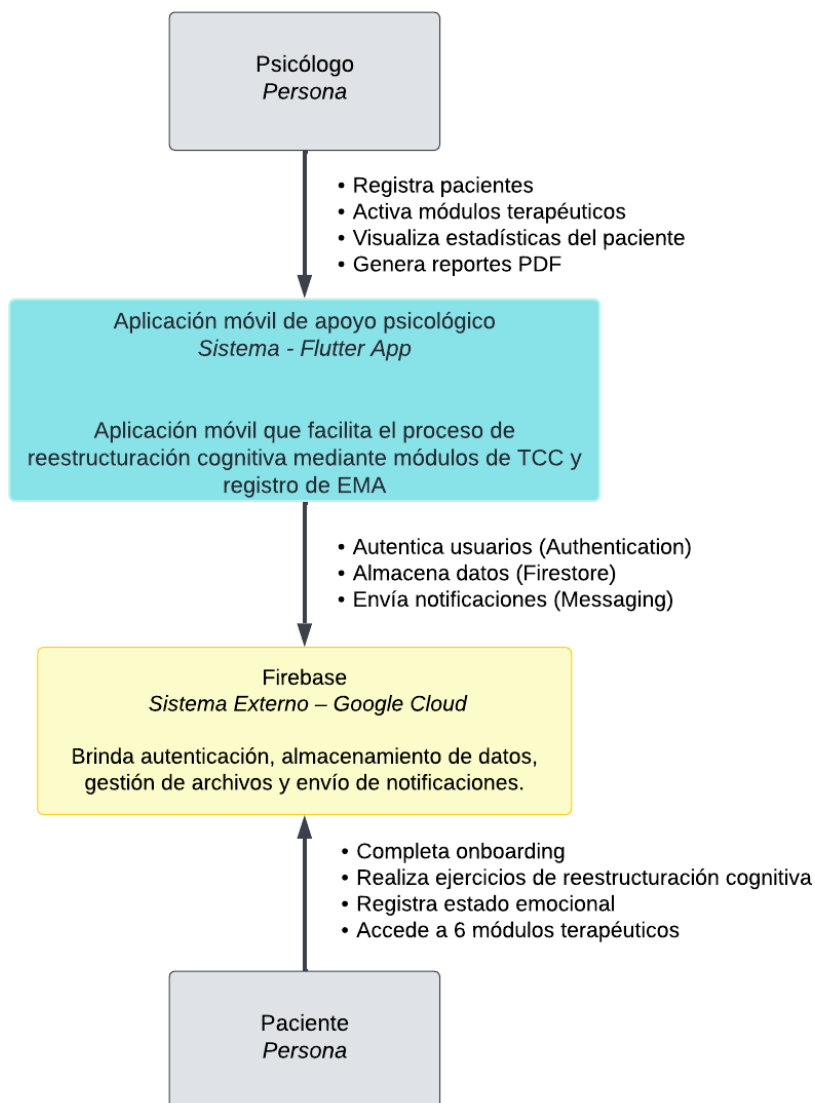 Psicólogo
Persona
• Registra pacientes
• Activa módulos terapéuticos
• Visualiza estadísticas del paciente
• Genera reportes PDF
Aplicación móvil de apoyo psicológico
Sistema - Flutter App
Aplicación móvil que facilita el proceso de
reestructuración cognitiva mediante módulos de TCC y
registro de EMA
• Autentica usuarios (Authentication)
• Almacena datos (Firestore)
• Envía notificaciones (Messaging)
Firebase
Sistema Externo – Google Cloud
Brinda autenticación, almacenamiento de datos,
gestión de archivos y envío de notificaciones.
• Completa onboarding
• Realiza ejercicios de reestructuración cognitiva
• Registra estado emocional
• Accede a 6 módulos terapéuticos
Paciente
Persona